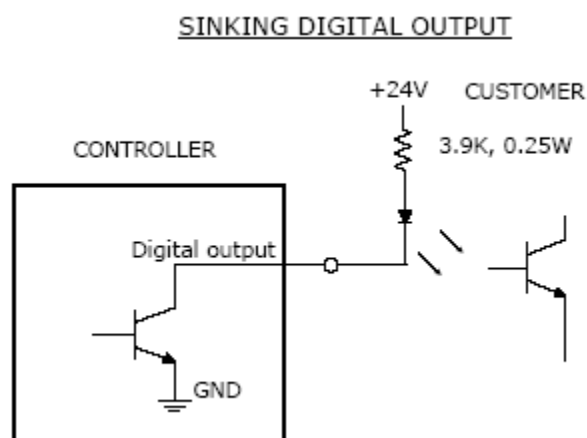 SINKING DIGITAL OUTPUT
+24V
CUSTOMER
3.9K, 0.25W
CONTROLLER
Digital output
GND